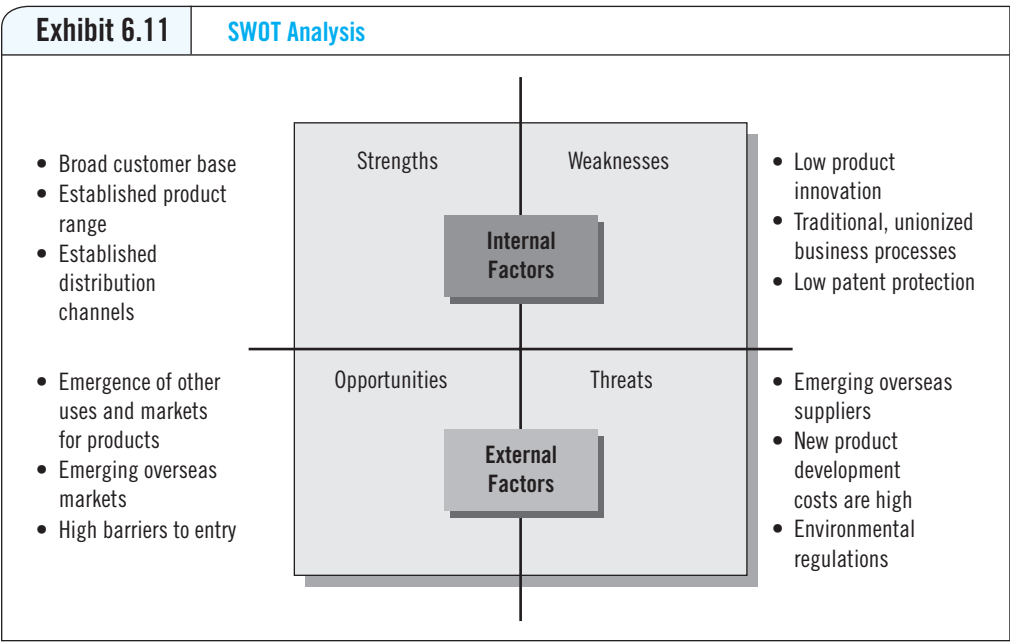 Exhibit 6.11
SWOT Analysis
• Broad customer base
• Established product
range
• Established
distribution
channels
Strengths
Weaknesses
• Low product
innovation
• Traditional, unionized
business processes
• Low patent protection
Internal
Factors
• Emergence of other
uses and markets
for products
• Emerging overseas
markets
• High barriers to entry
Opportunities
Threats
• Emerging overseas
suppliers
• New product
development
costs are high
• Environmental
regulations
External
Factors